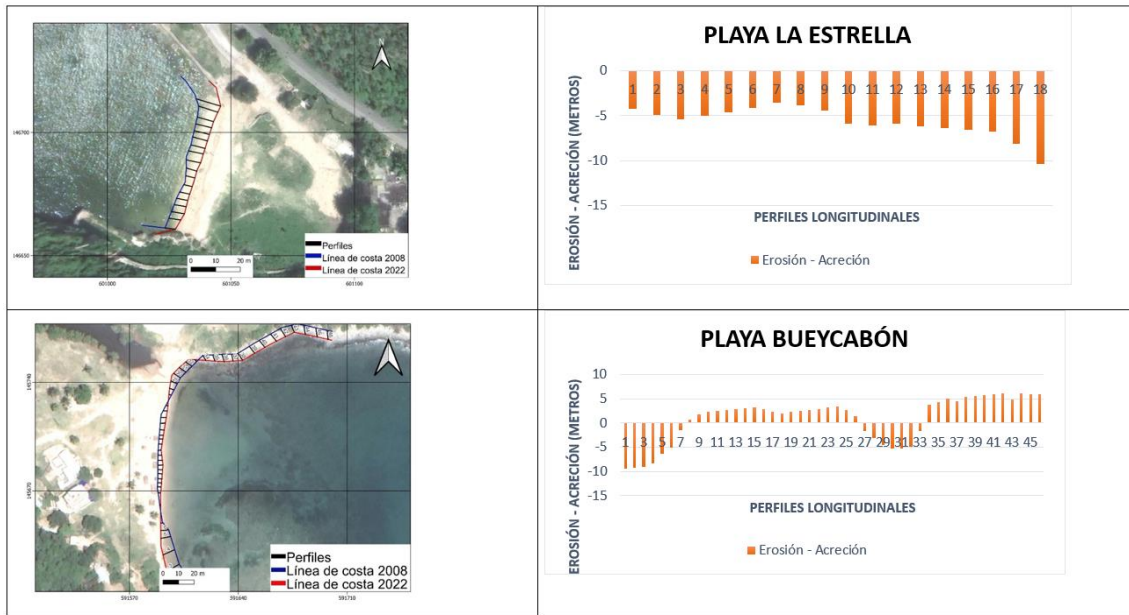 N
146700
146650
601000
601050
601100
0 10 20 m
Perfiles
Línea de costa 2008
Línea de costa 2022
PLAYA LA ESTRELLA
EROSIÓN - ACRECIÓN (METROS)
0
-5
-10
-15
1 2 3 4 5 6 7 8 9 10 11 12 13 14 15 16 17 18
PERFILES LONGITUDINALES
Erosión - Acreción
145740
145670
591570
591640
591710
0 10 20 m
Perfiles
Línea de costa 2008
Línea de costa 2022
PLAYA BUEYCABÓN
EROSIÓN - ACRECIÓN (METROS)
10
5
0
-5
-10
-15
1 3 5 7 9 11 13 15 17 19 21 23 25 27 29 31 33 35 37 39 41 43 45
PERFILES LONGITUDINALES
Erosión - Acreción